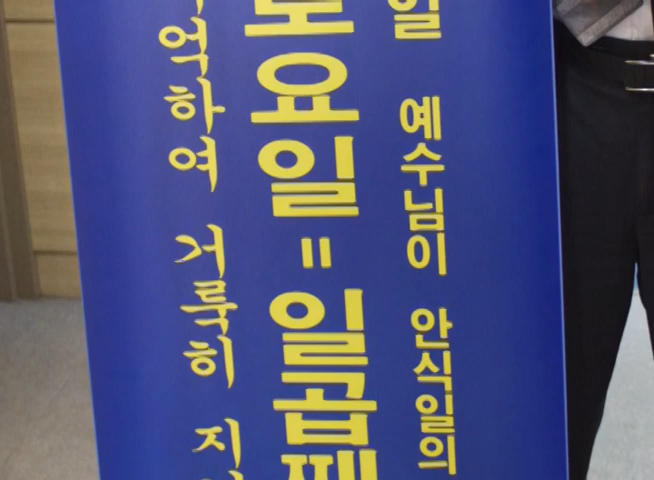 일 예수님이 안식일의
토요일 = 일곱째
억하여 거룩히 지